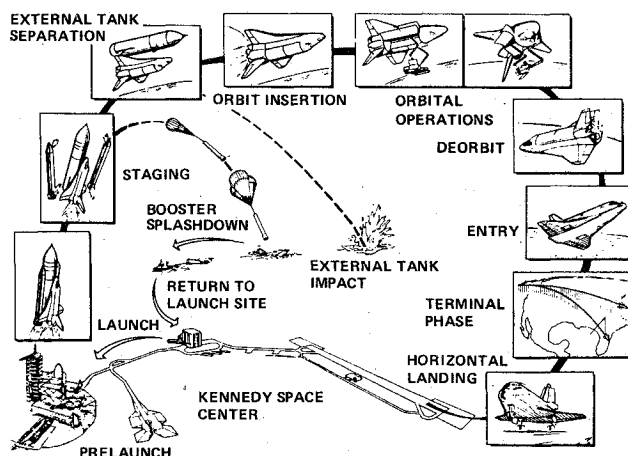 EXTERNAL TANK
SEPARATION
ORBIT INSERTION
ORBITAL
OPERATIONS
DEORBIT
STAGING
BOOSTER
SPLASHDOWN
ENTRY
EXTERNAL TANK
IMPACT
RETURN TO
LAUNCH SITE
TERMINAL
PHASE
LAUNCH
HORIZONTAL
LANDING
KENNEDY SPACE
CENTER
PRELAUNCH